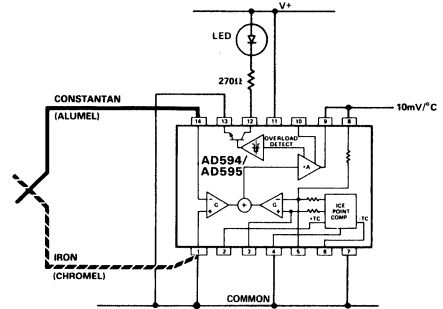 V+
LED
270Ω
CONSTANTAN
(ALUMEL)
10mV/°C
14 13 12 11 10 9 8
OVERLOAD
DETECT
AD594/
AD595
+A
G
G
ICE
POINT
COMP
+TC
-TC
IRON
(CHROMEL)
1 2 3 4 5 6 7
COMMON